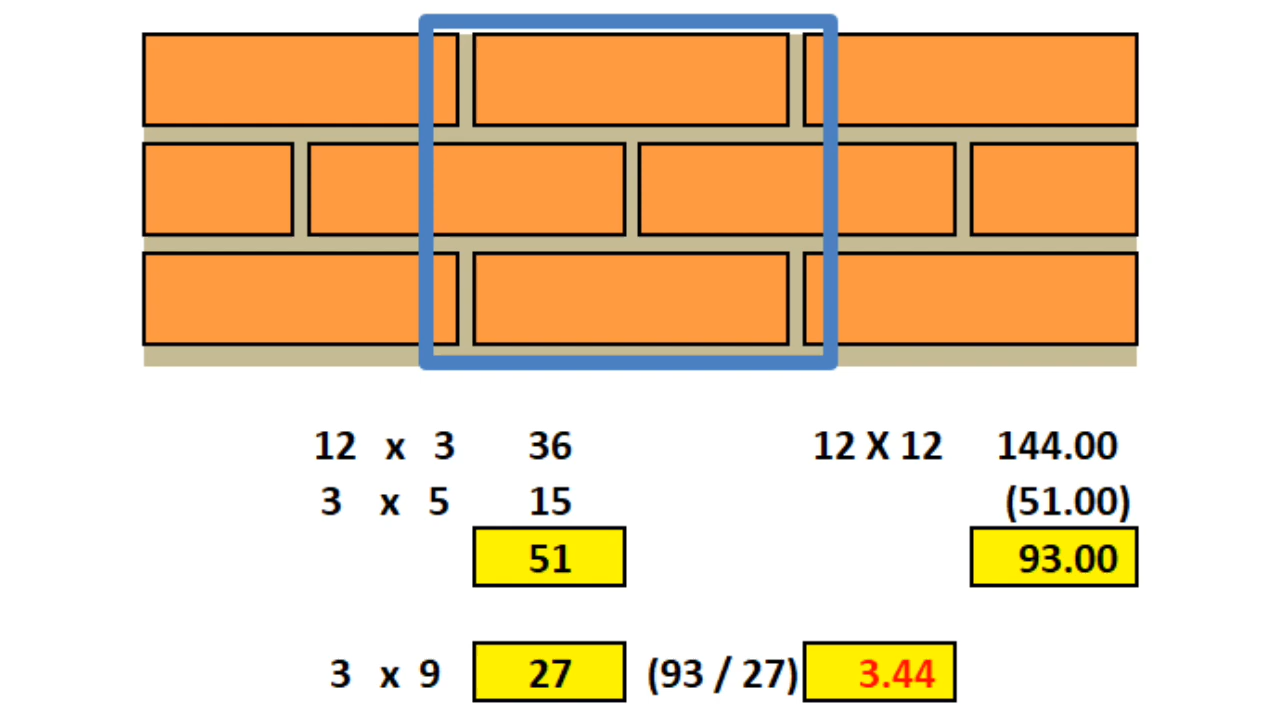 12 x 3 36 12 X 12 144.00
3 x 5 15 (51.00)
51 93.00
3 x 9 27 (93 / 27) 3.44